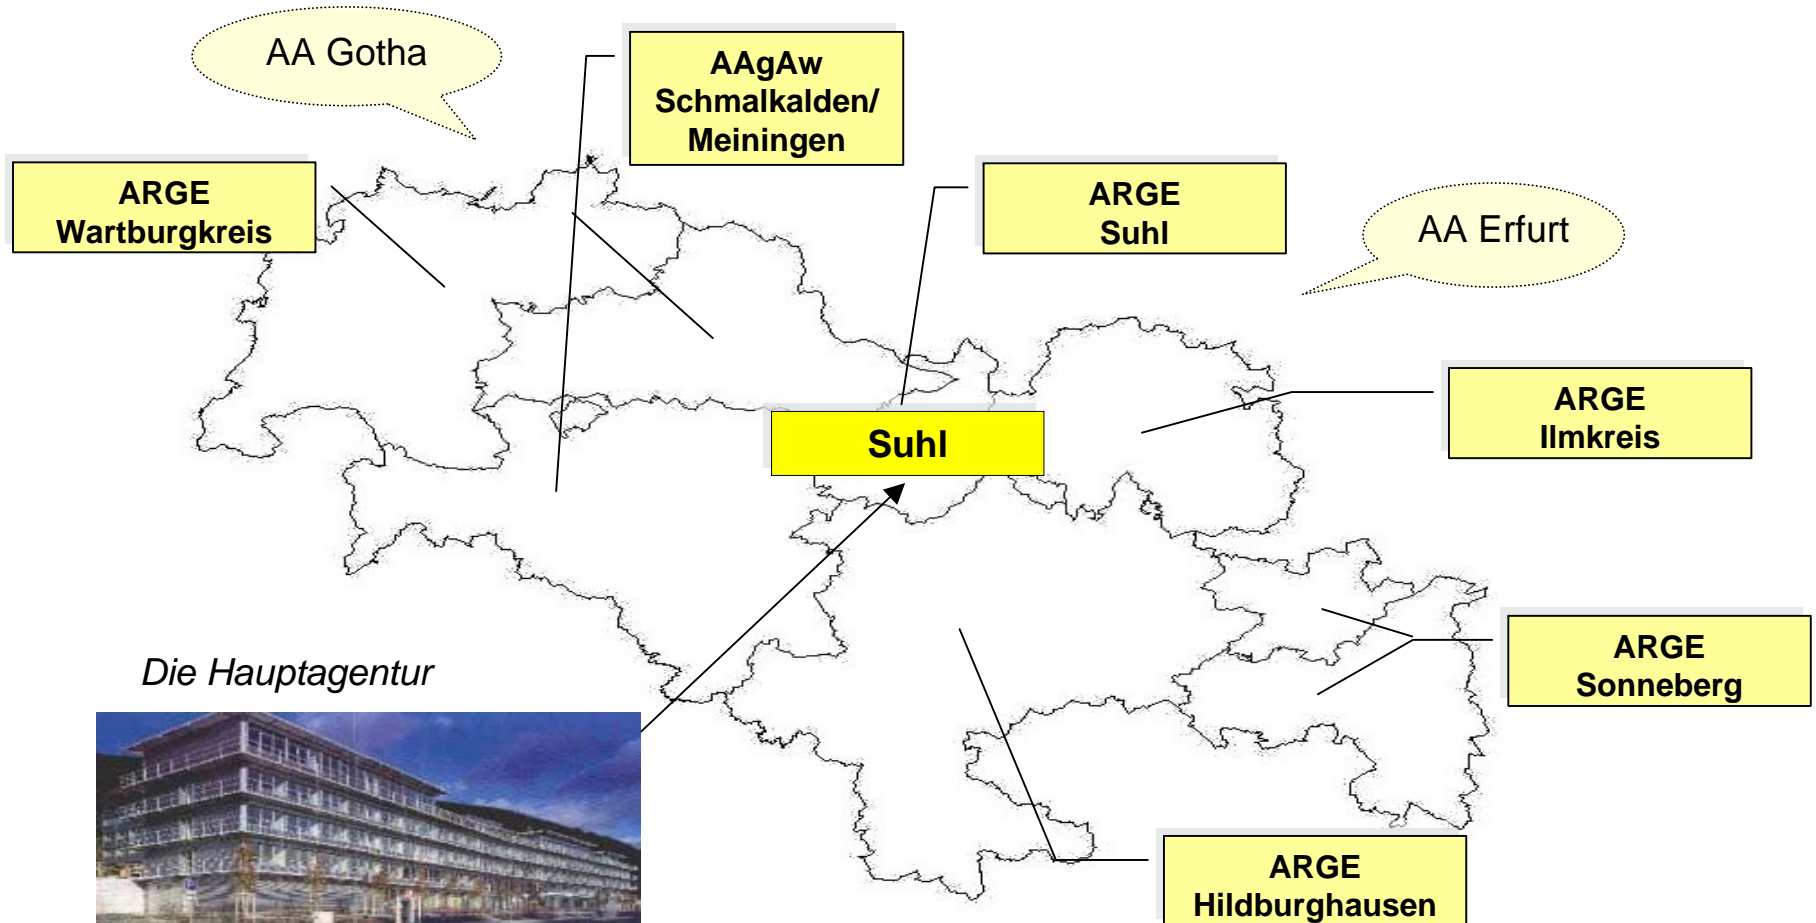 AA Gotha
AAgAw
Schmalkalden/
Meiningen
ARGE
Wartburgkreis
ARGE
Suhl
AA Erfurt
ARGE
Ilmkreis
Suhl
ARGE
Sonneberg
Die Hauptagentur
ARGE
Hildburghausen